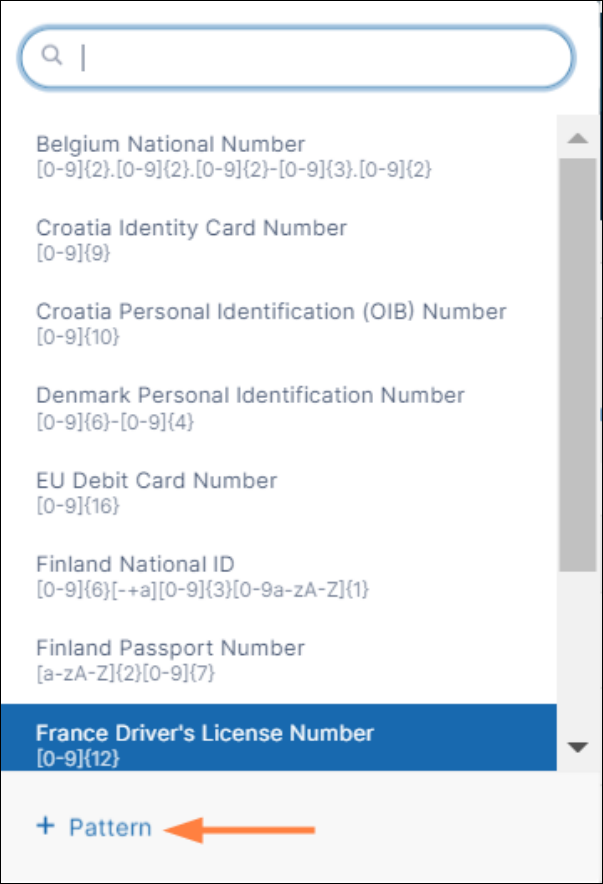 Belgium National Number
[0-9]{2}.[0-9]{2}.[0-9]{2}-[0-9]{3}.[0-9]{2}
Croatia Identity Card Number
[0-9]{9}
Croatia Personal Identification (OIB) Number
[0-9]{10}
Denmark Personal Identification Number
[0-9]{6}-[0-9]{4}
EU Debit Card Number
[0-9]{16}
Finland National ID
[0-9]{6}[-+a][0-9]{3}[0-9a-zA-Z]{1}
Finland Passport Number
[a-zA-Z]{2}[0-9]{7}
France Driver's License Number
[0-9]{12}
+ Pattern